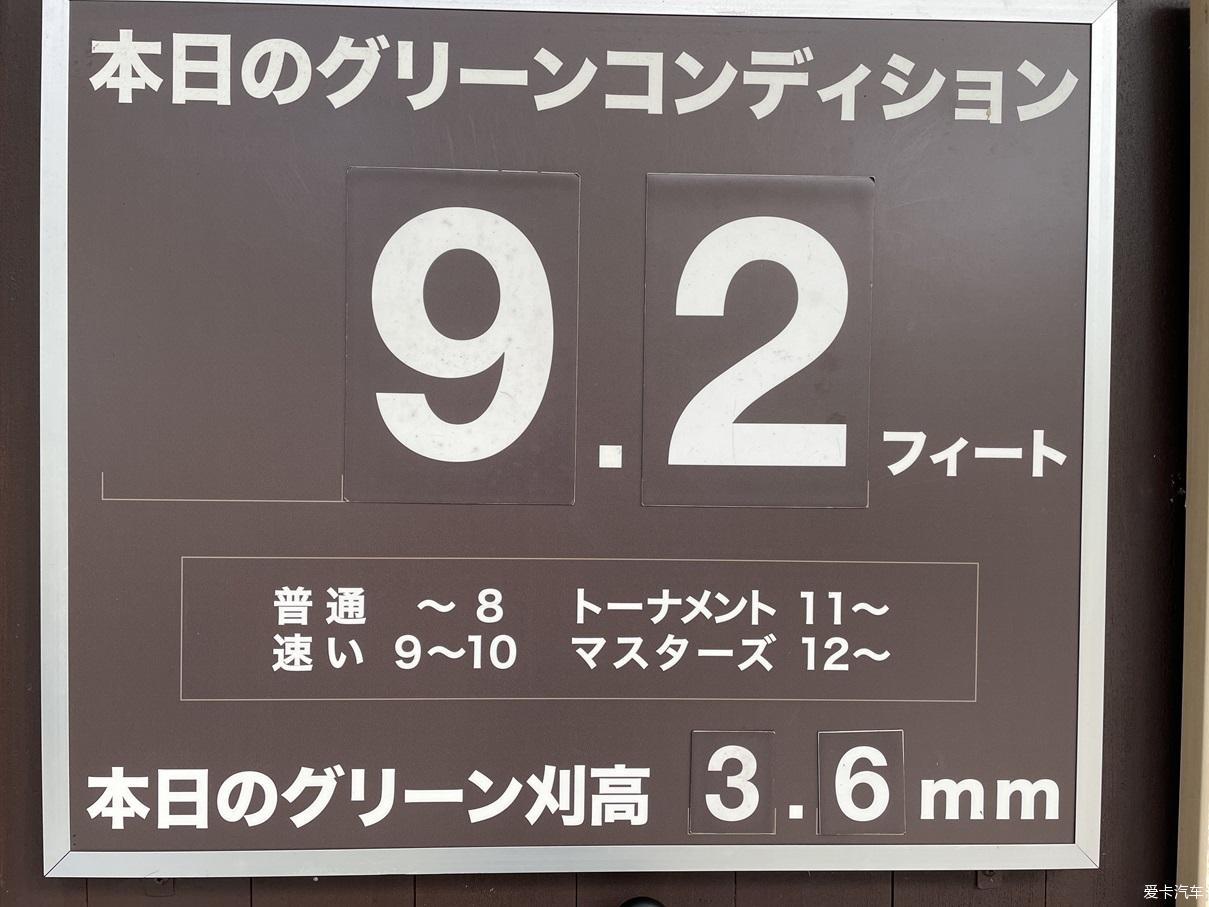 本日のグリーンコンディション
9.2フィート
普通 ～8 トーナメント 11～
速い 9～10 マスターズ 12～
本日のグリーン刈高 3.6mm
爱卡汽车